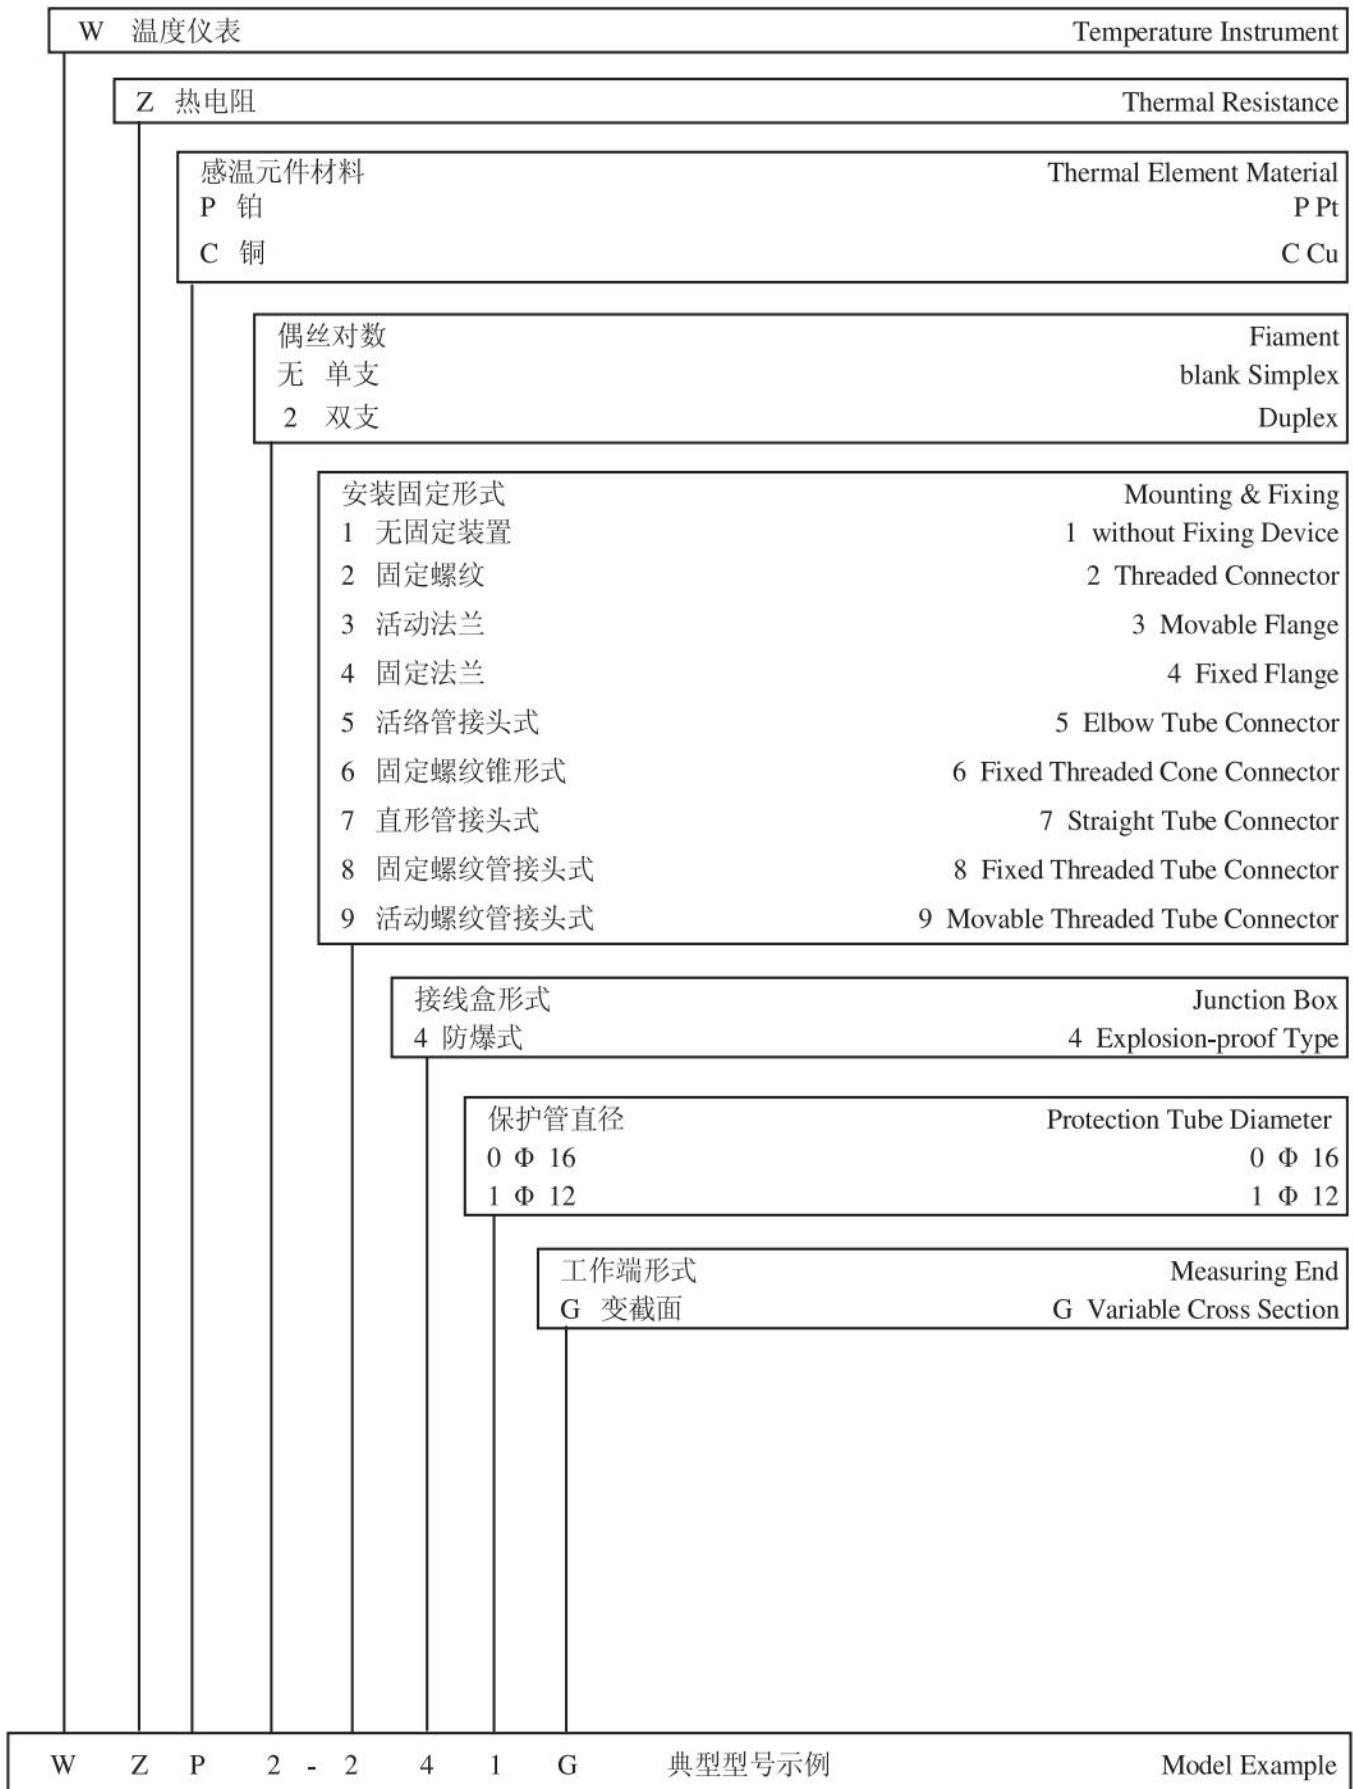 W 温度仪表 Temperature Instrument
Z 热电阻 Thermal Resistance
感温元件材料 Thermal Element Material
P 铂 P Pt
C 铜 C Cu
偶丝对数 Fiament
无 单支 blank Simplex
2 双支 Duplex
安装固定形式 Mounting & Fixing
1 无固定装置 1 without Fixing Device
2 固定螺纹 2 Threaded Connector
3 活动法兰 3 Movable Flange
4 固定法兰 4 Fixed Flange
5 活络管接头式 5 Elbow Tube Connector
6 固定螺纹锥形式 6 Fixed Threaded Cone Connector
7 直形管接头式 7 Straight Tube Connector
8 固定螺纹管接头式 8 Fixed Threaded Tube Connector
9 活动螺纹管接头式 9 Movable Threaded Tube Connector
接线盒形式 Junction Box
4 防爆式 4 Explosion-proof Type
保护管直径 Protection Tube Diameter
0 Φ 16 0 Φ 16
1 Φ 12 1 Φ 12
工作端形式 Measuring End
G 变截面 G Variable Cross Section
W Z P 2 - 2 4 1 G 典型型号示例 Model Example